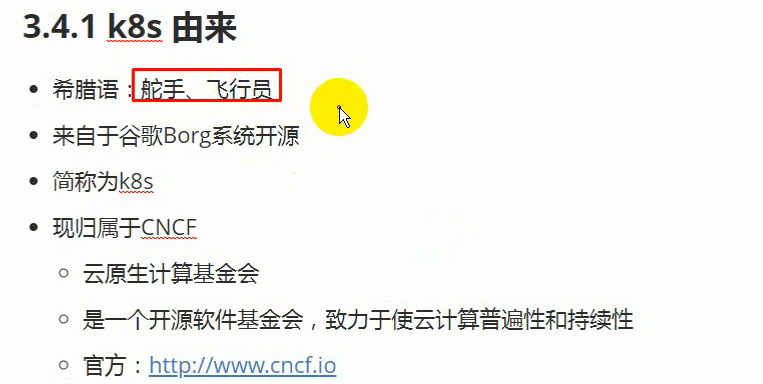 3.4.1 k8s 由来
希腊语：舵手、飞行员
来自于谷歌Borg系统开源
简称为k8s
现归属于CNCF
云原生计算基金会
是一个开源软件基金会，致力于使云计算普遍性和持续性
官方：http://www.cncf.io